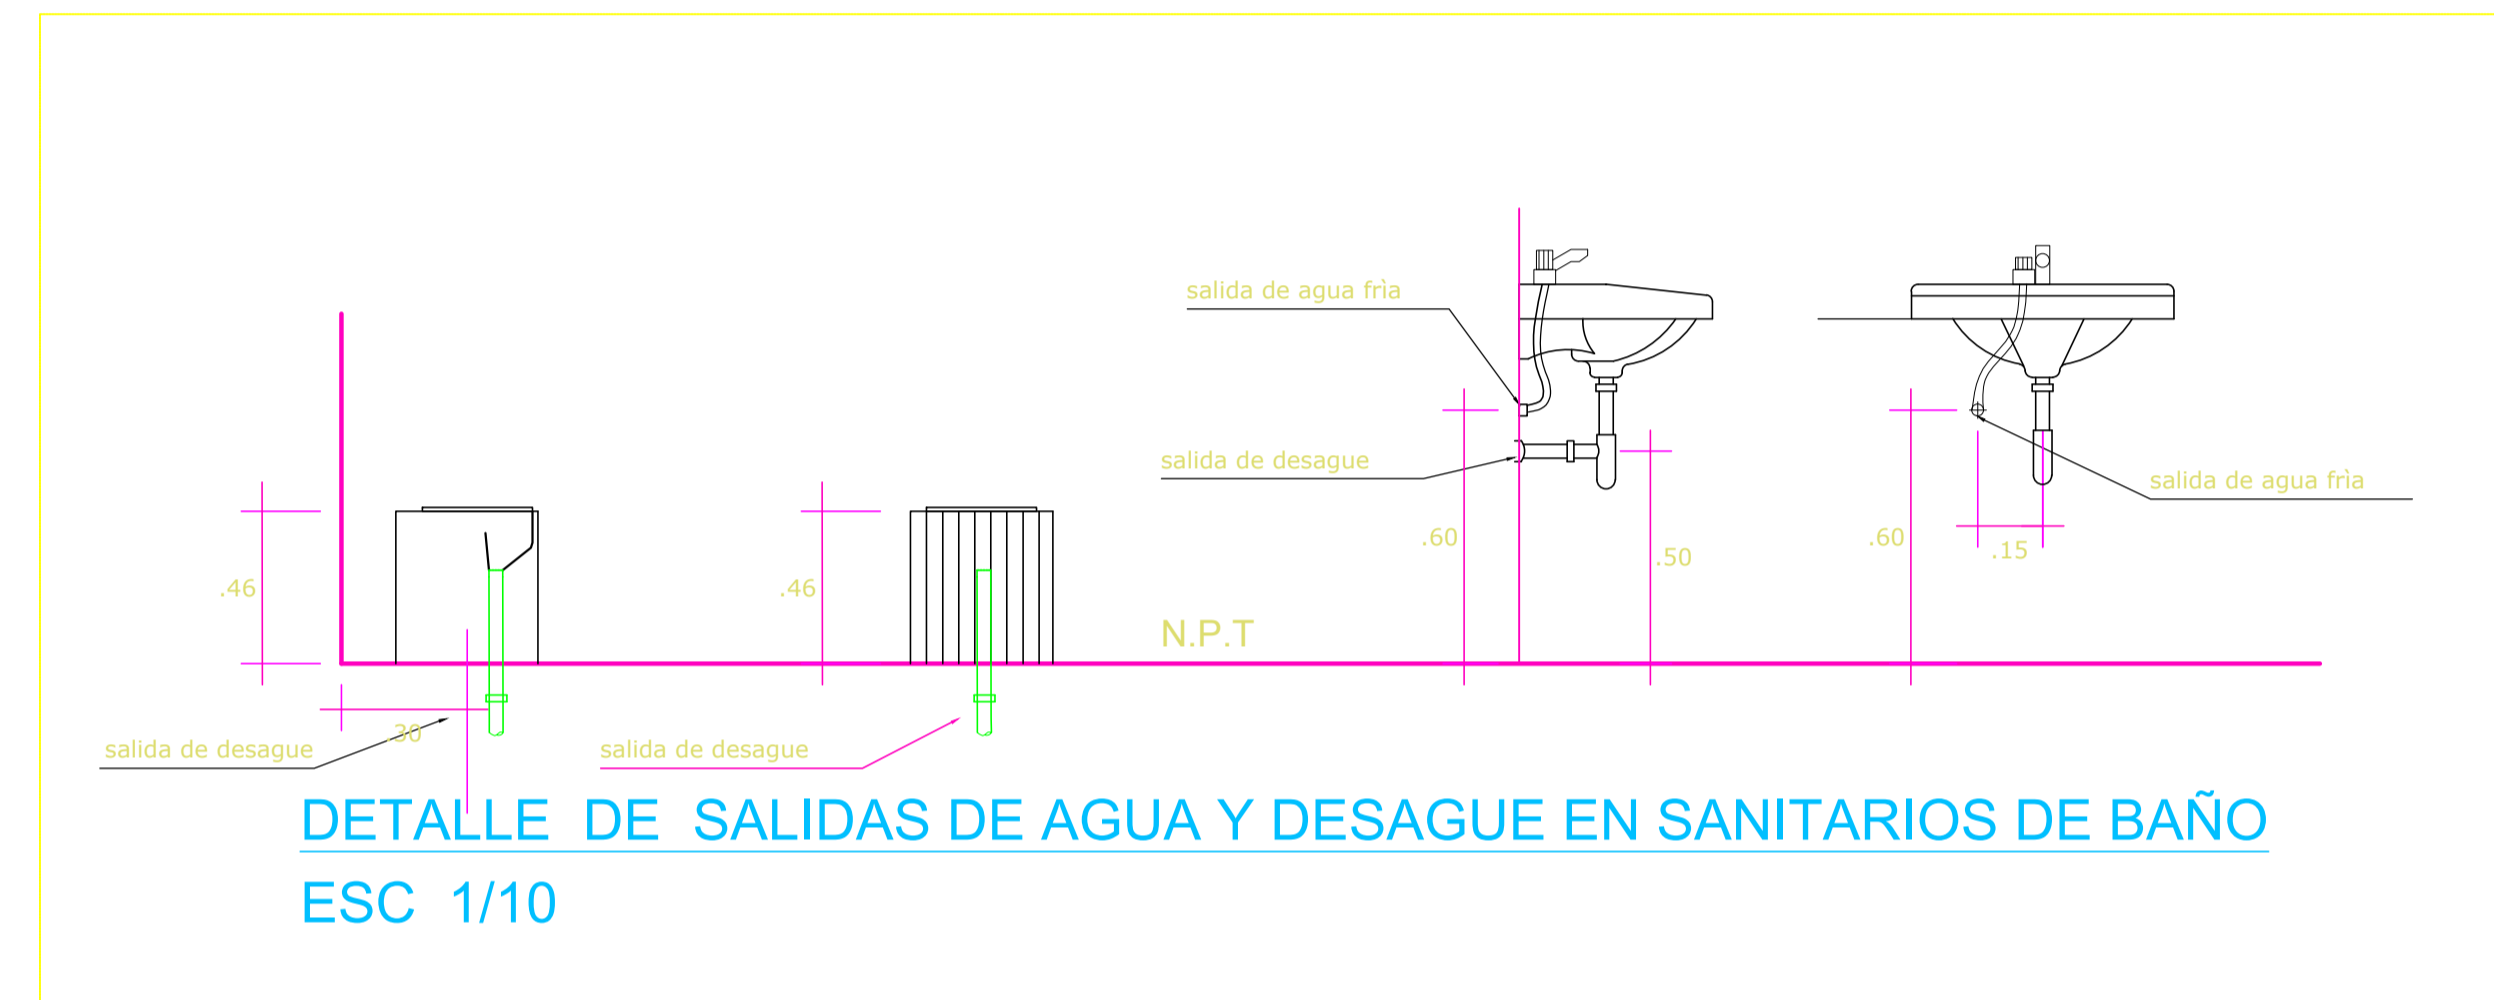 salida de agua frìa
salida de desague
salida de agua frìa
.60
.60
.50
.15
.46
.46
N.P.T
.30
salida de desague
salida de desague
DETALLE DE SALIDAS DE AGUA Y DESAGUE EN SANITARIOS DE BAÑO
ESC 1/10